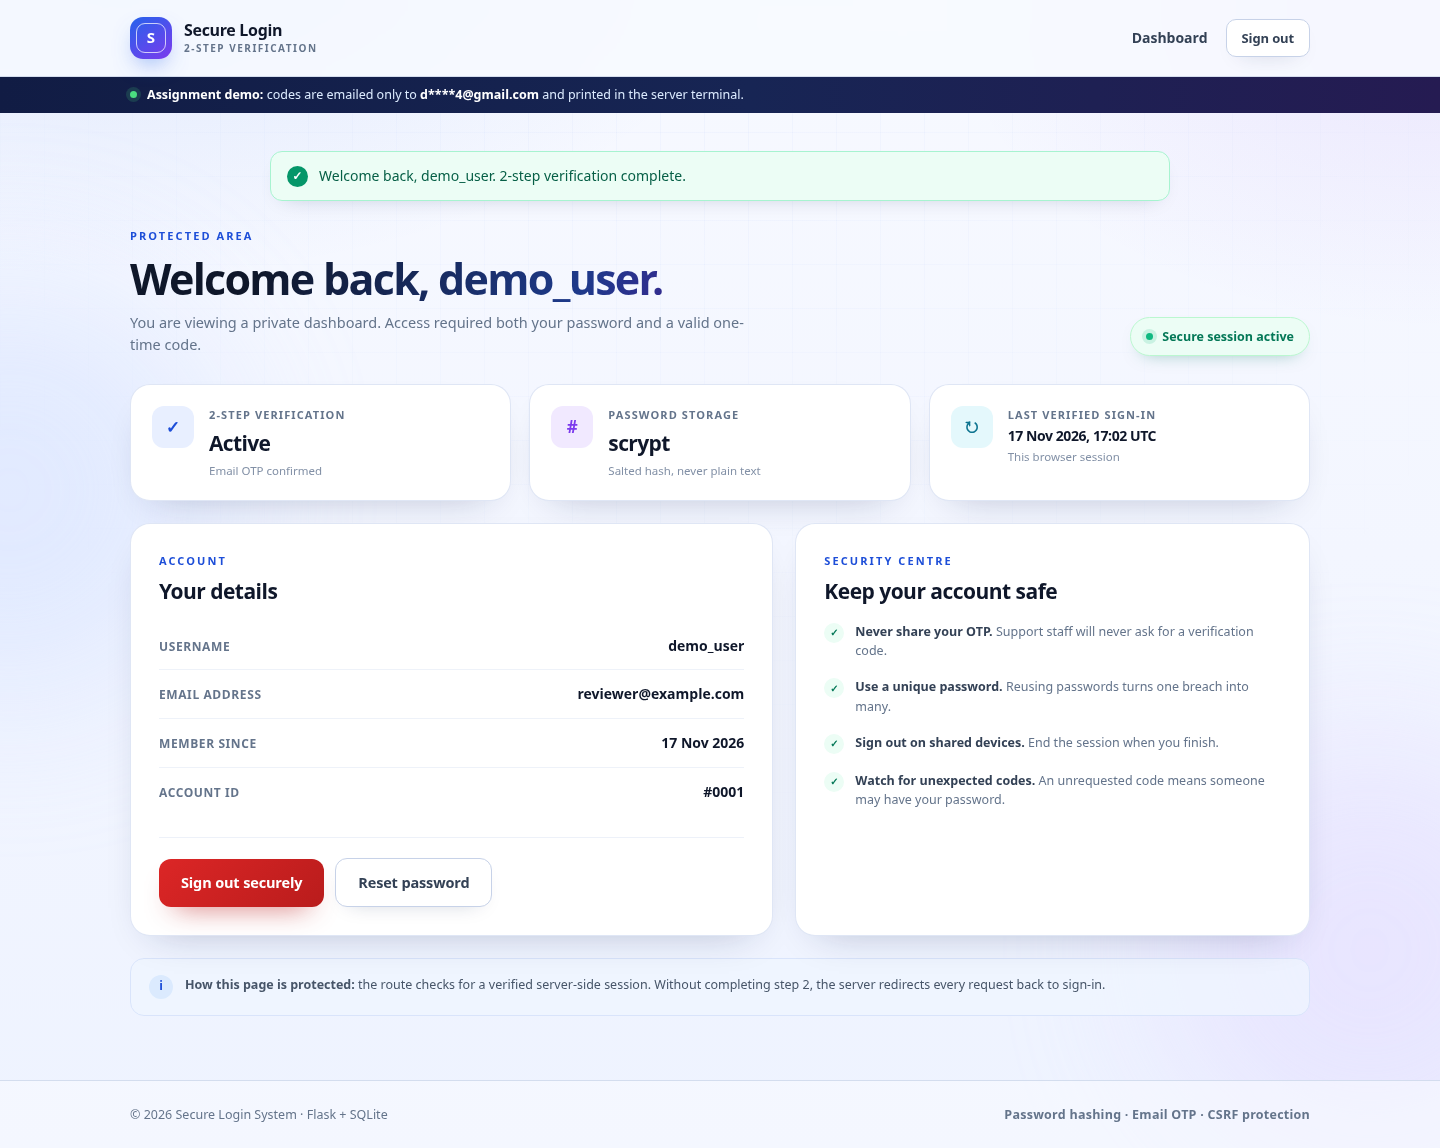 S
Secure Login
2-STEP VERIFICATION
Dashboard
Sign out
Assignment demo: codes are emailed only to d****4@gmail.com and printed in the server terminal.
✓ Welcome back, demo_user. 2-step verification complete.
PROTECTED AREA
Welcome back, demo_user.
You are viewing a private dashboard. Access required both your password and a valid one-
time code.
Secure session active
✓
2-STEP VERIFICATION
Active
Email OTP confirmed
#
PASSWORD STORAGE
scrypt
Salted hash, never plain text
↻
LAST VERIFIED SIGN-IN
17 Nov 2026, 17:02 UTC
This browser session
ACCOUNT
Your details
USERNAME demo_user
EMAIL ADDRESS reviewer@example.com
MEMBER SINCE 17 Nov 2026
ACCOUNT ID #0001
Sign out securely
Reset password
SECURITY CENTRE
Keep your account safe
✓ Never share your OTP. Support staff will never ask for a verification
code.
✓ Use a unique password. Reusing passwords turns one breach into
many.
✓ Sign out on shared devices. End the session when you finish.
✓ Watch for unexpected codes. An unrequested code means someone
may have your password.
i How this page is protected: the route checks for a verified server-side session. Without completing step 2, the server redirects every request back to sign-in.
© 2026 Secure Login System · Flask + SQLite
Password hashing · Email OTP · CSRF protection